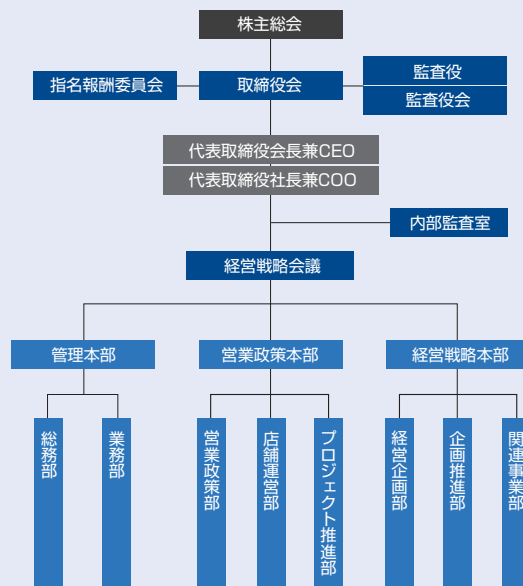 株主総会
指名報酬委員会
取締役会
監査役
監査役会
代表取締役会長兼CEO
代表取締役社長兼COO
内部監査室
経営戦略会議
管理本部
営業政策本部
経営戦略本部
総務部
業務部
営業政策部
店舗運営部
プロジェクト推進部
経営企画部
企画推進部
関連事業部